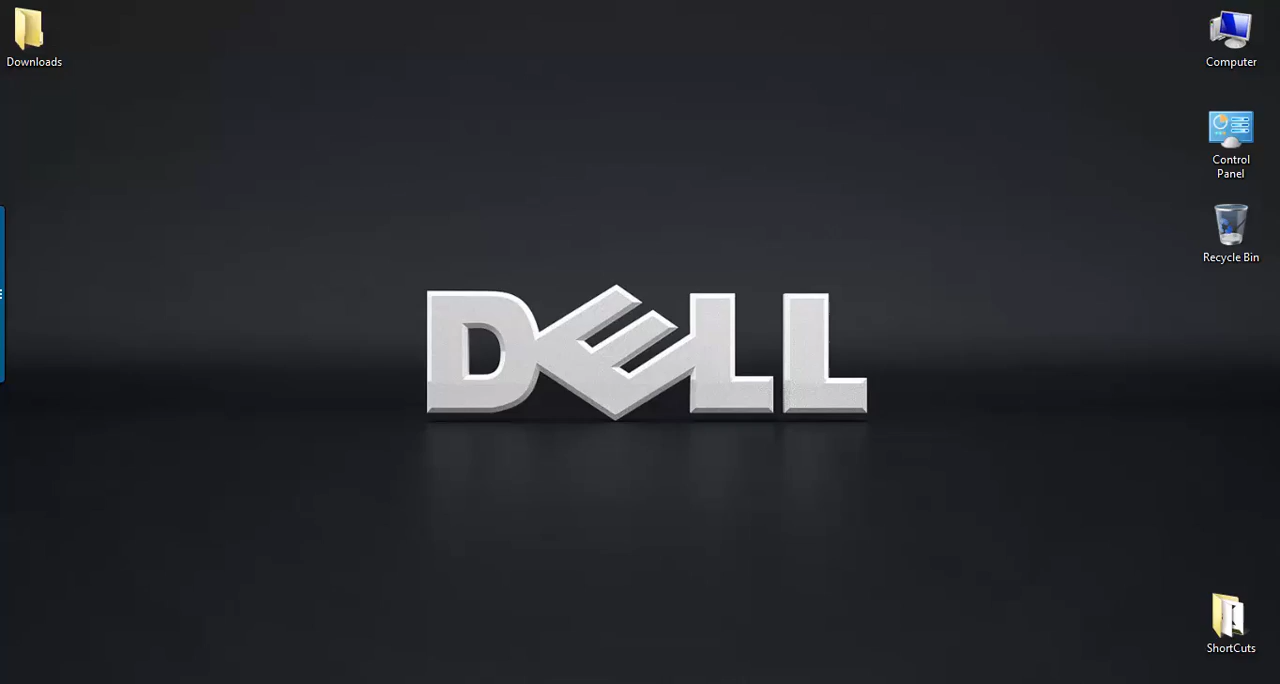 Downloads
Computer
Control
Panel
Recycle Bin
DELL
ShortCuts